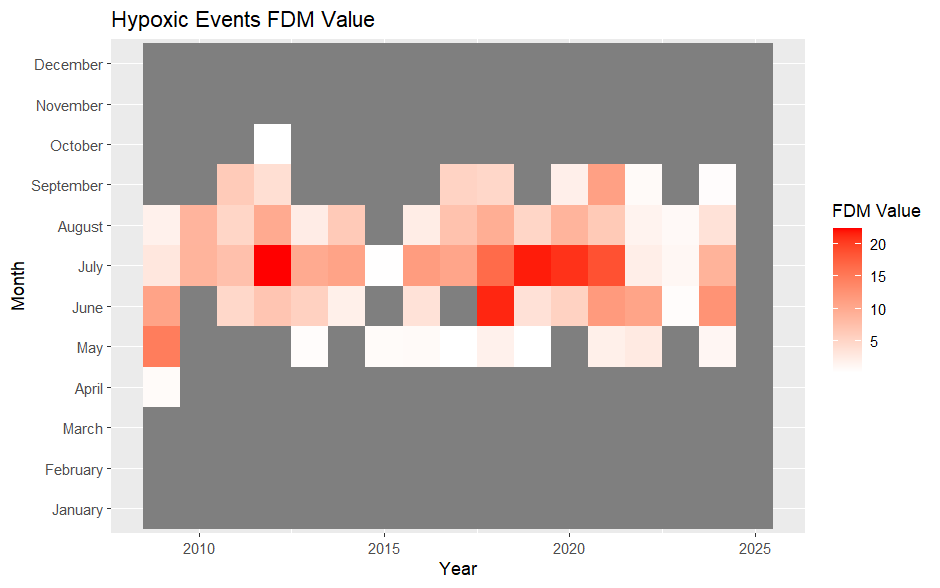 Hypoxic Events FDM Value
Month
December
November
October
September
August
July
June
May
April
March
February
January
2010
2015
2020
2025
Year
FDM Value
20
15
10
5